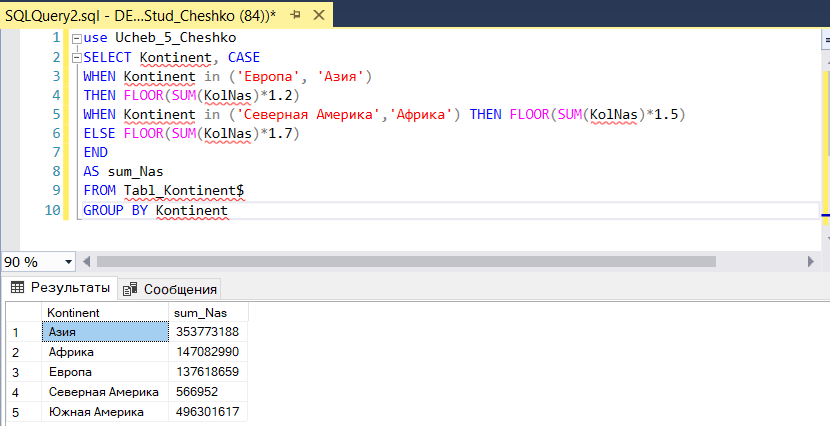 SQLQuery2.sql - DE...Stud_Cheshko (84))*
1 use Ucheb_5_Cheshko
2 SELECT Kontinent, CASE
3 WHEN Kontinent in ('Европа', 'Азия')
4 THEN FLOOR(SUM(KolNas)*1.2)
5 WHEN Kontinent in ('Северная Америка','Африка') THEN FLOOR(SUM(KolNas)*1.5)
6 ELSE FLOOR(SUM(KolNas)*1.7)
7 END
8 AS sum_Nas
9 FROM Tabl_Kontinent$
10 GROUP BY Kontinent
90 %
Результаты Сообщения
Kontinent sum_Nas
1 Азия 353773188
2 Африка 147082990
3 Европа 137618659
4 Северная Америка 566952
5 Южная Америка 496301617